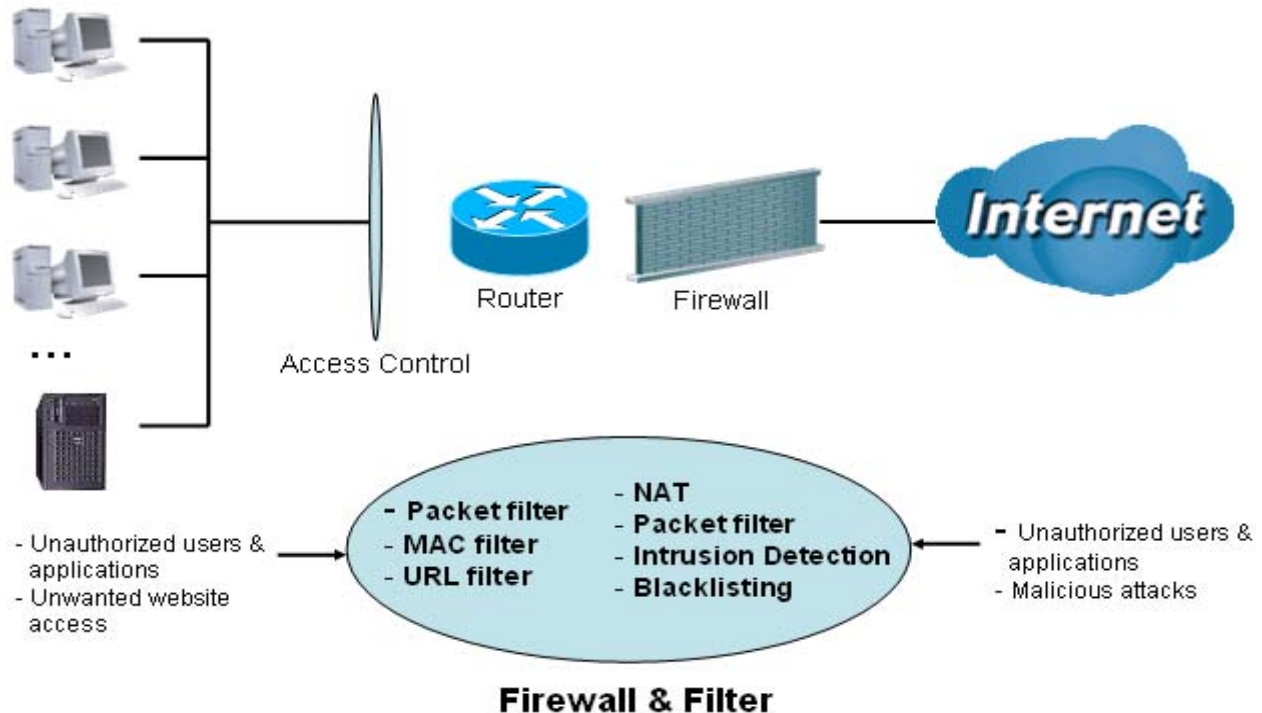 Internet
Router
Firewall
...
Access Control
- Packet filter
- MAC filter
- URL filter
- NAT
- Packet filter
- Intrusion Detection
- Blacklisting
- Unauthorized users &
applications
- Unwanted website
access
- Unauthorized users &
applications
- Malicious attacks
Firewall & Filter